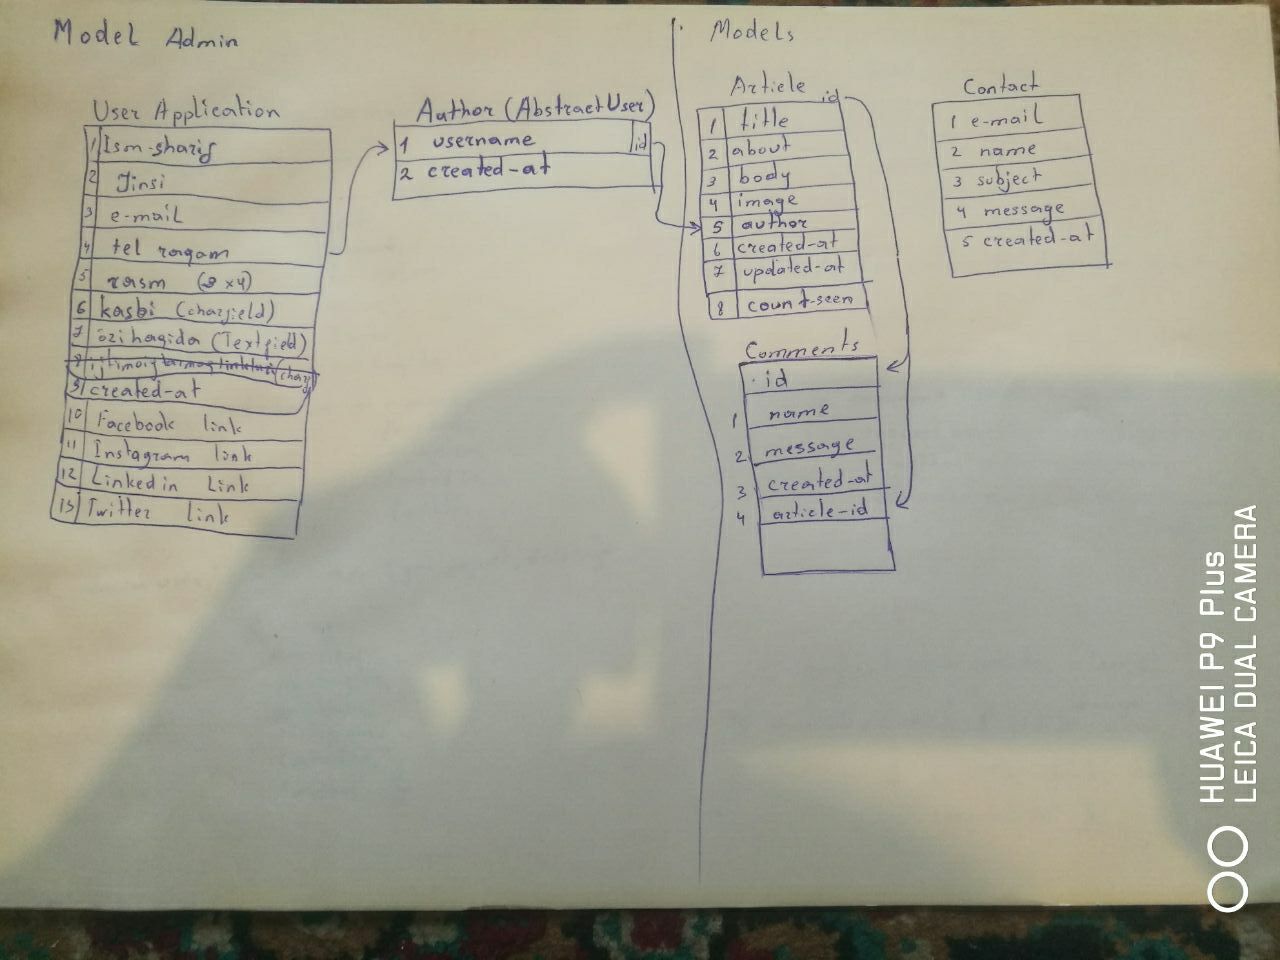 Model Admin
User Application
1 Ism-sharif
2 Jinsi
3 e-mail
4 tel raqam
5 rasm (3x4)
6 kasbi (charfield)
7 özi haqida (Textfield)
8 ijtimoiy tarmoq linklari (char
9 created-at
10 Facebook link
11 Instagram link
12 Linkedin Link
13 Twitter link
Author (AbstractUser)
1 username id
2 created-at
Models
Article id
1 title
2 about
3 body
4 image
5 author
6 created-at
7 updated-at
8 count-seen
Comments
id
1 name
2 message
3 created-at
4 article-id
Contact
1 e-mail
2 name
3 subject
4 message
5 created-at
HUAWEI P9 Plus
LEICA DUAL CAMERA